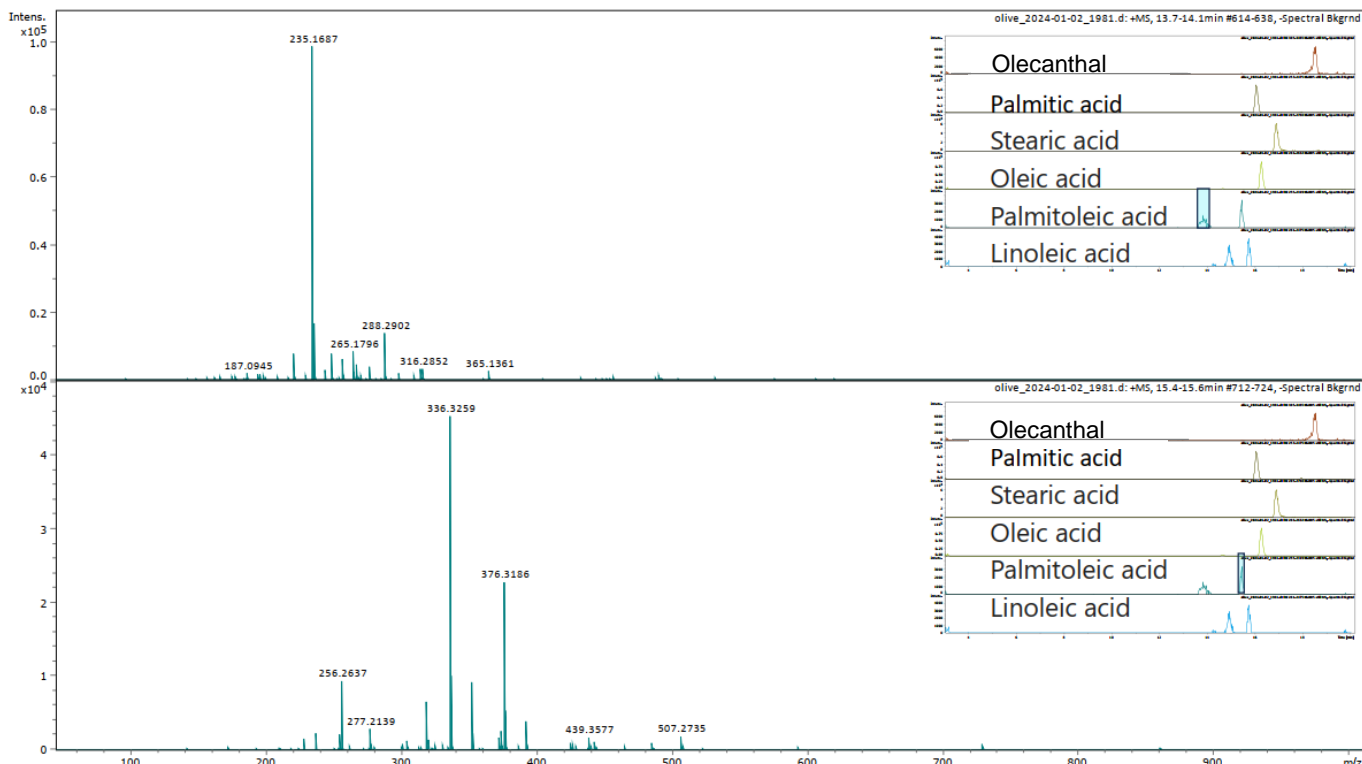 Intens.
x10⁵
olive_2024-01-02_1981.d: +MS, 13.7-14.1min #614-638, -Spectral Bkgrnd
1.0
0.8
0.6
0.4
0.2
0.0
235.1687
187.0945
265.1796
288.2902
316.2852
365.1361
Olecanthal
Palmitic acid
Stearic acid
Oleic acid
Palmitoleic acid
Linoleic acid
x10⁴
olive_2024-01-02_1981.d: +MS, 15.4-15.6min #712-724, -Spectral Bkgrnd
4
3
2
1
0
336.3259
376.3186
256.2637
277.2139
439.3577
507.2735
Olecanthal
Palmitic acid
Stearic acid
Oleic acid
Palmitoleic acid
Linoleic acid
100 200 300 400 500 600 700 800 900 m/z